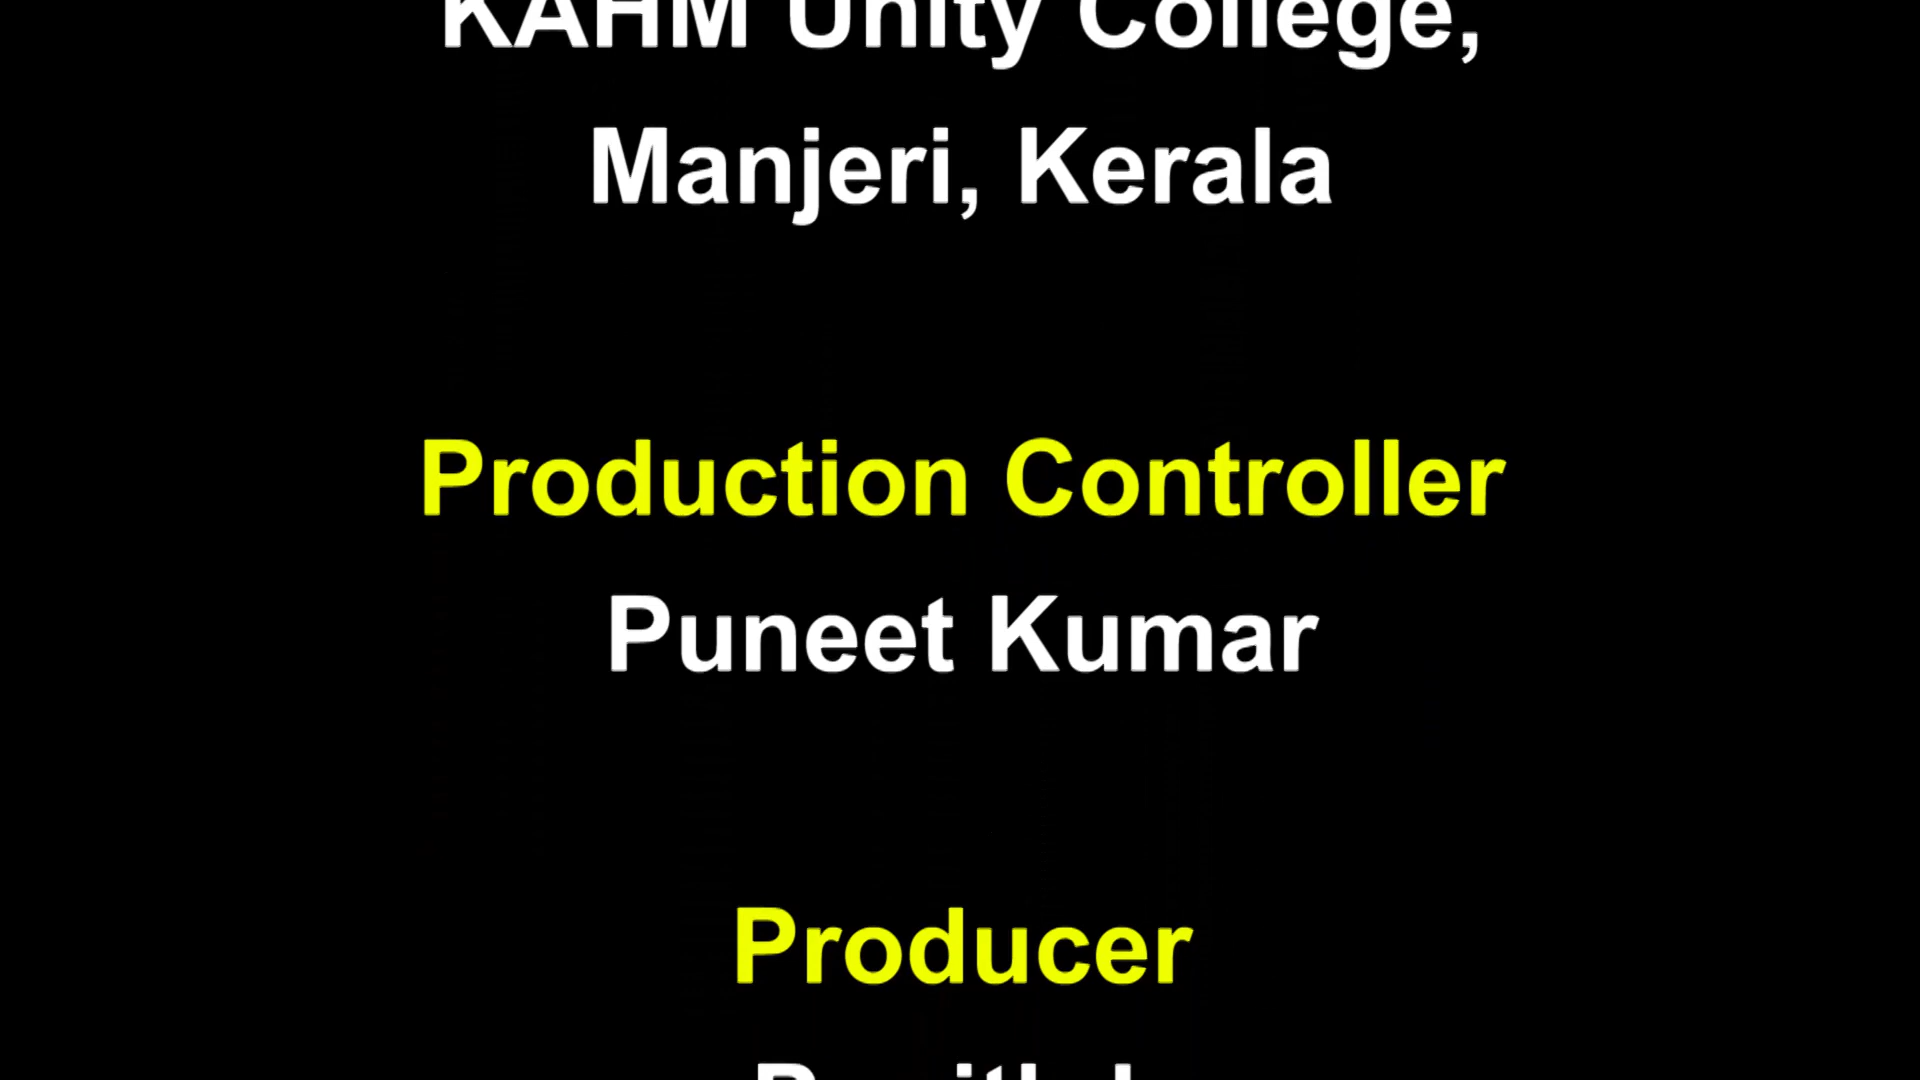 KAHM Unity College,
Manjeri, Kerala
Production Controller
Puneet Kumar
Producer